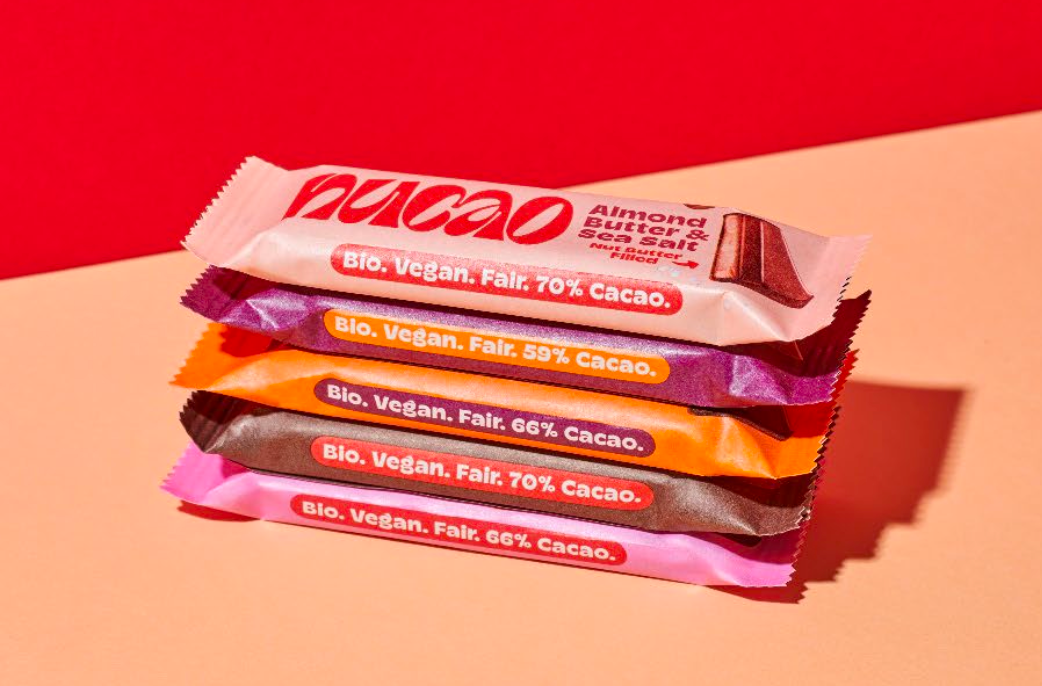 nucao
Almond
Butter &
Sea Salt
Nut Butter
Filled
Bio. Vegan. Fair. 70% Cacao.
Bio. Vegan. Fair. 59% Cacao.
Bio. Vegan. Fair. 66% Cacao.
Bio. Vegan. Fair. 70% Cacao.
Bio. Vegan. Fair. 66% Cacao.